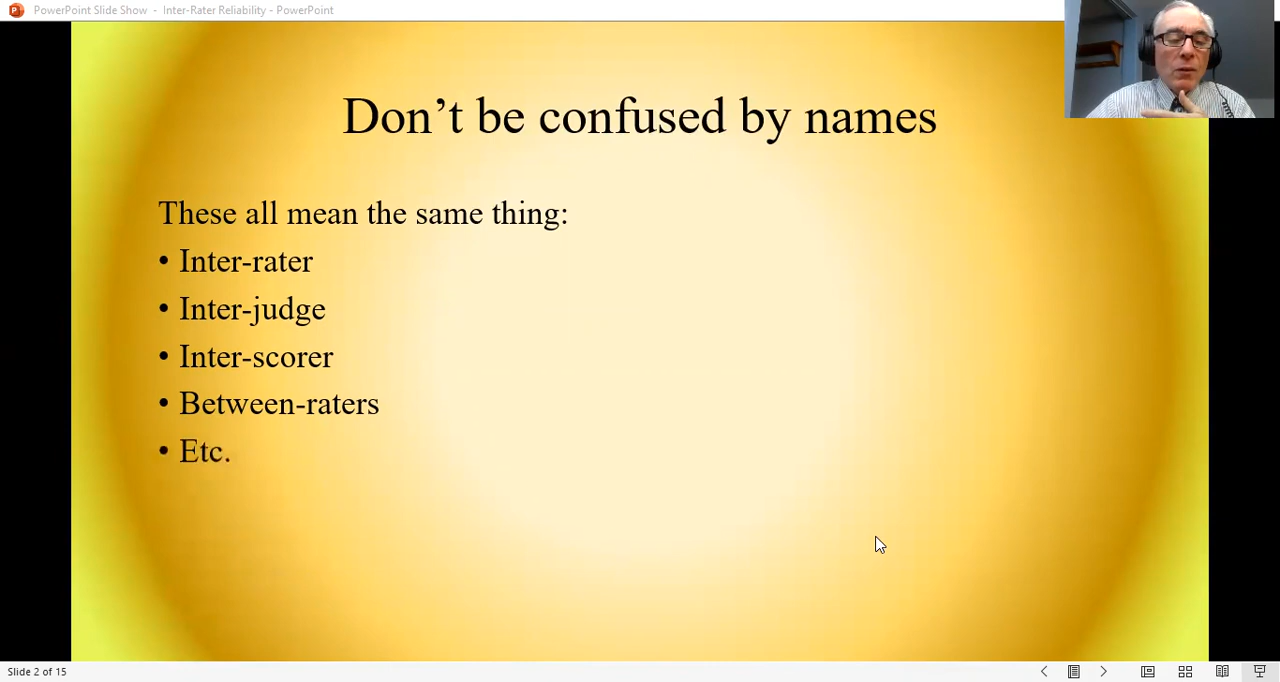 PowerPoint Slide Show - Inter-Rater Reliability - PowerPoint
Don't be confused by names
These all mean the same thing:
• Inter-rater
• Inter-judge
• Inter-scorer
• Between-raters
• Etc.
Slide 2 of 15